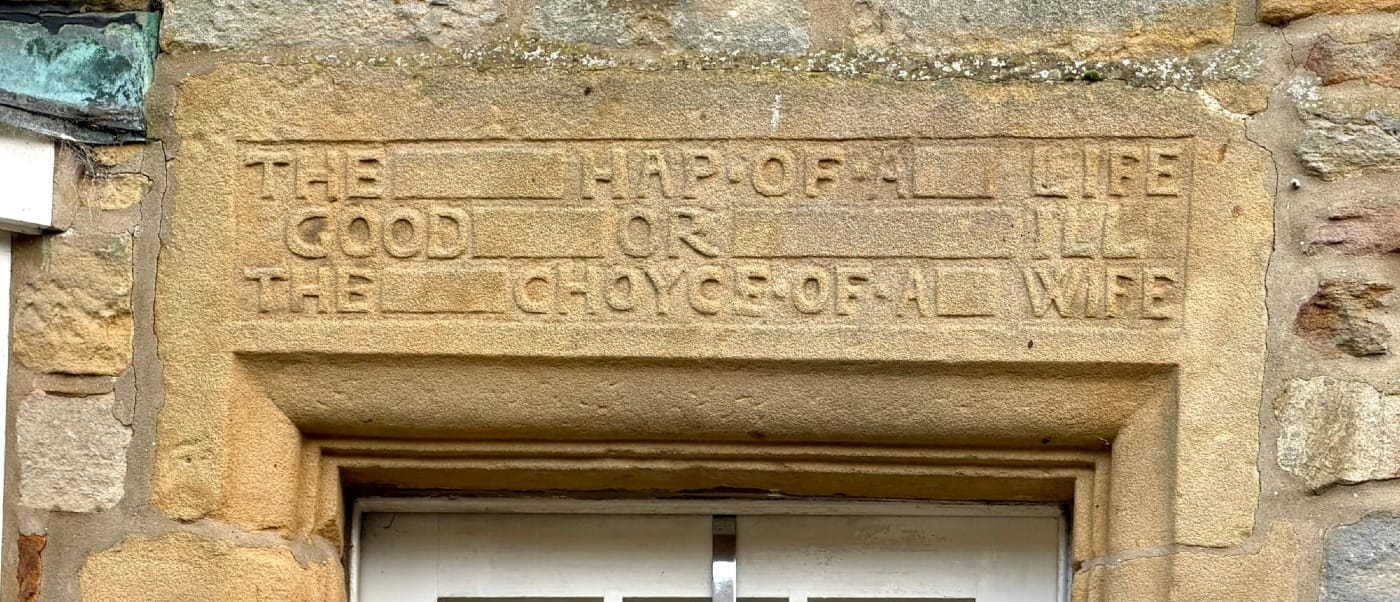 THE HAP·OF·A LIFE
GOOD OR ILL
THE CHOYCE·OF·A WIFE